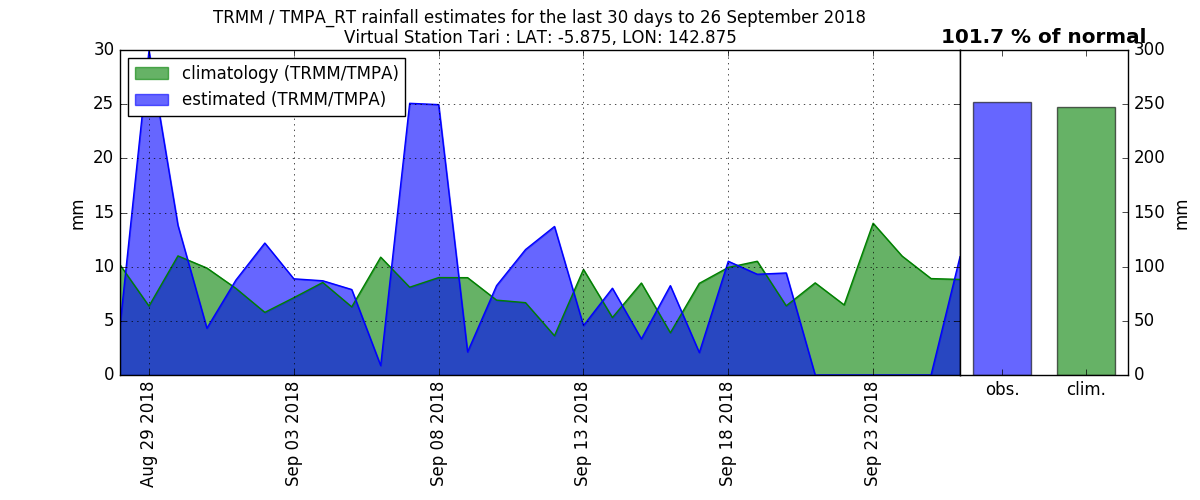 TRMM / TMPA_RT rainfall estimates for the last 30 days to 26 September 2018
Virtual Station Tari : LAT: -5.875, LON: 142.875
101.7 % of normal
climatology (TRMM/TMPA)
estimated (TRMM/TMPA)
30
25
20
15
10
5
0
mm
Aug 29 2018
Sep 03 2018
Sep 08 2018
Sep 13 2018
Sep 18 2018
Sep 23 2018
obs.
clim.
300
250
200
150
100
50
0
mm